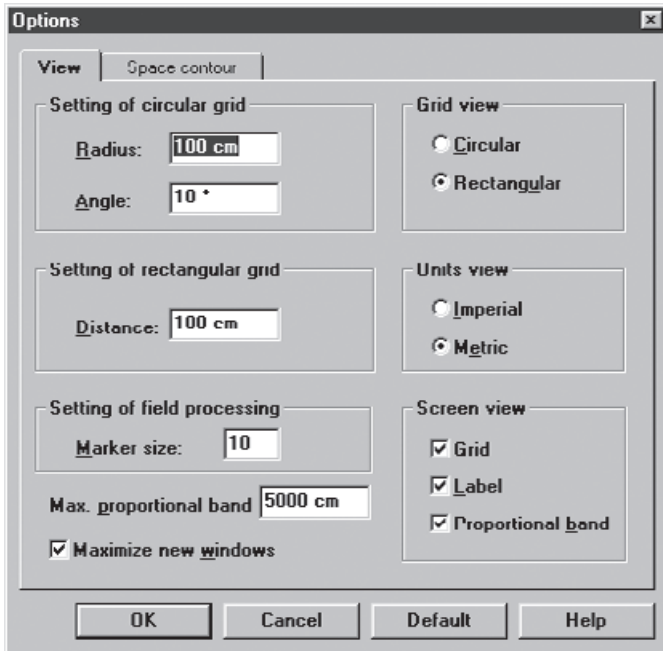 Options
View
Space contour
Setting of circular grid
Radius: 100 cm
Angle: 10 °
Grid view
Circular
Rectangular
Setting of rectangular grid
Distance: 100 cm
Units view
Imperial
Metric
Setting of field processing
Marker size: 10
Max. proportional band 5000 cm
Maximize new windows
Screen view
Grid
Label
Proportional band
OK
Cancel
Default
Help